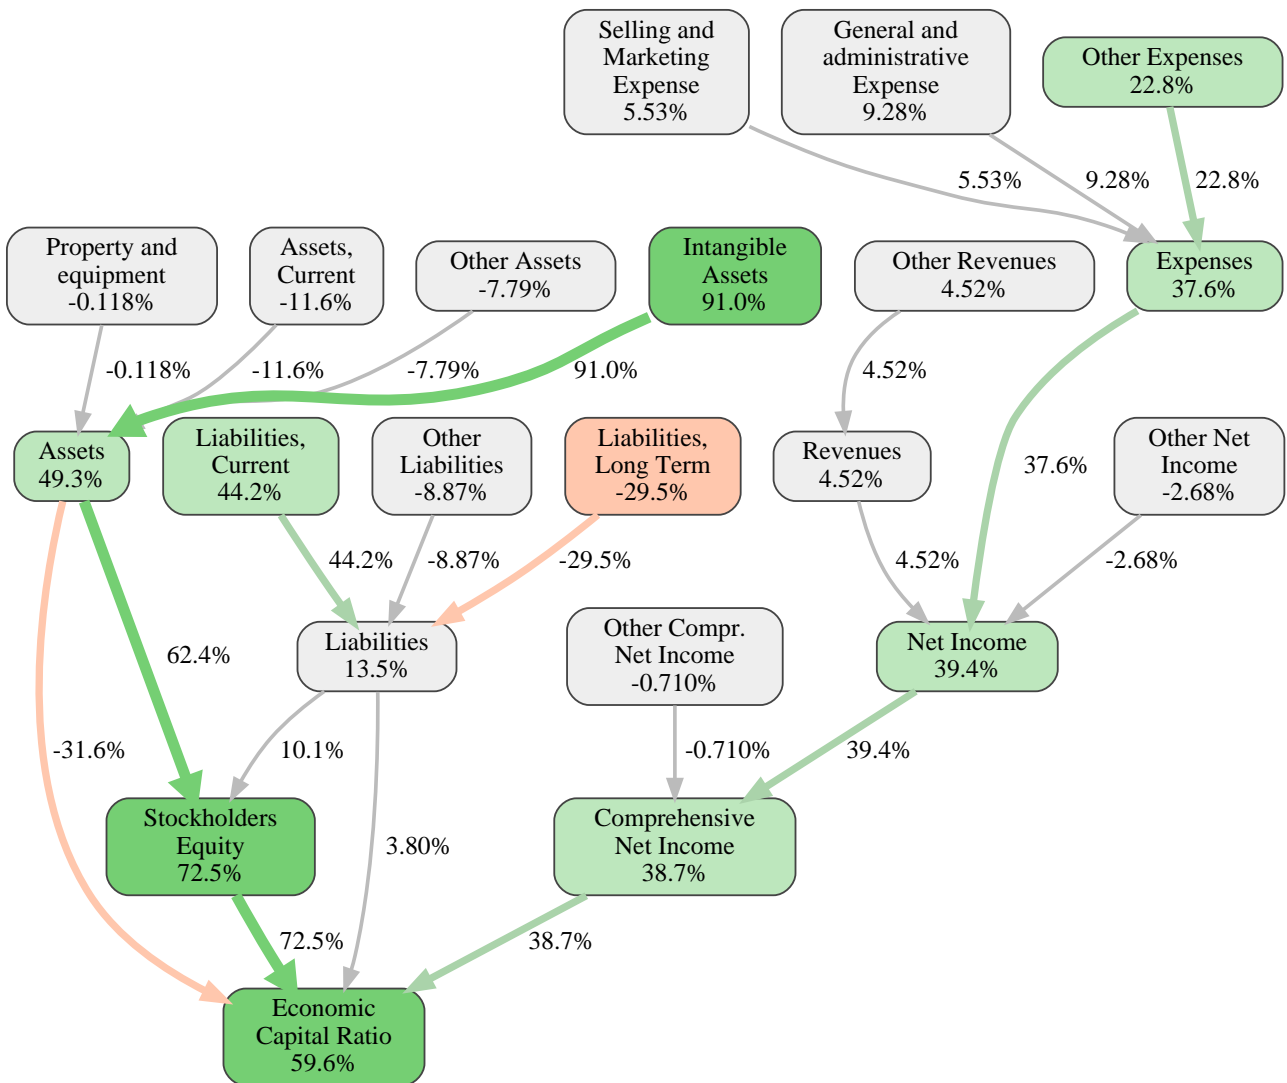 Selling and
Marketing
Expense
5.53%
General and
administrative
Expense
9.28%
Other Expenses
22.8%
5.53%
9.28%
22.8%
Property and
equipment
-0.118%
Assets,
Current
-11.6%
Other Assets
-7.79%
Intangible
Assets
91.0%
Other Revenues
4.52%
Expenses
37.6%
-0.118%
-11.6%
-7.79%
91.0%
4.52%
37.6%
Assets
49.3%
Liabilities,
Current
44.2%
Other
Liabilities
-8.87%
Liabilities,
Long Term
-29.5%
Revenues
4.52%
Other Net
Income
-2.68%
44.2%
-8.87%
-29.5%
4.52%
-2.68%
62.4%
Liabilities
13.5%
Other Compr.
Net Income
-0.710%
Net Income
39.4%
-31.6%
10.1%
-0.710%
39.4%
Stockholders
Equity
72.5%
3.80%
Comprehensive
Net Income
38.7%
72.5%
38.7%
Economic
Capital Ratio
59.6%